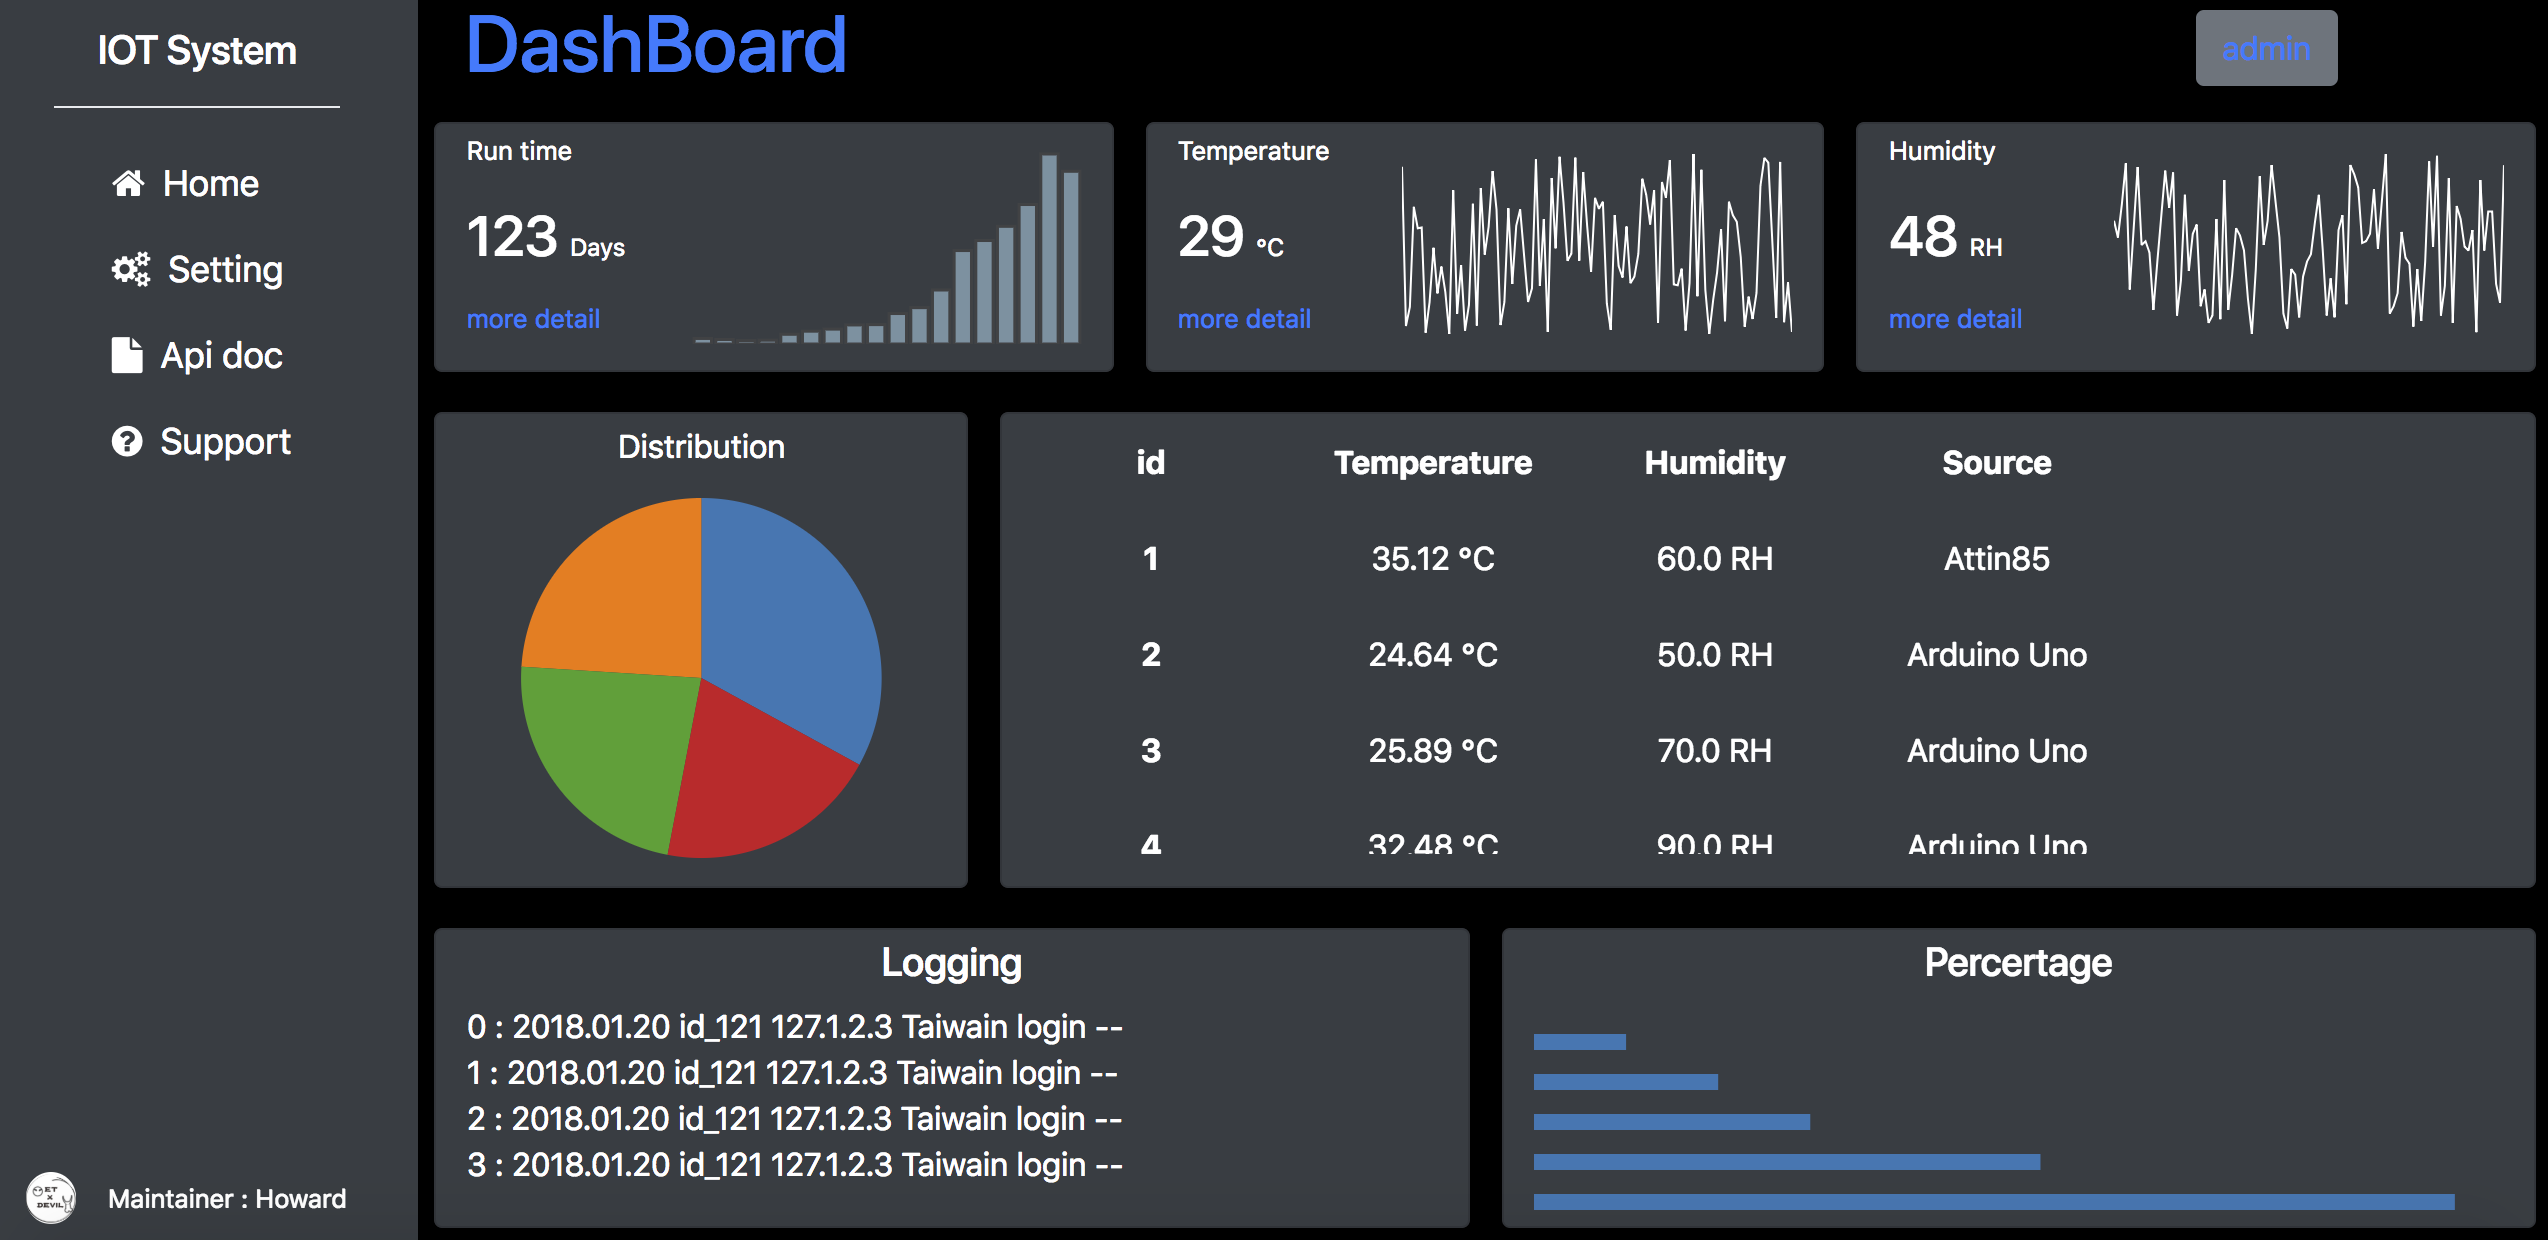 IOT System
Home
Setting
Api doc
Support
ET
X
DEVIL
Maintainer : Howard
DashBoard
admin
Run time
123 Days
more detail
Temperature
29 °C
more detail
Humidity
48 RH
more detail
Distribution
id Temperature Humidity Source
1 35.12 °C 60.0 RH Attin85
2 24.64 °C 50.0 RH Arduino Uno
3 25.89 °C 70.0 RH Arduino Uno
4 32.48 °C 90.0 RH Arduino Uno
Logging
0 : 2018.01.20 id_121 127.1.2.3 Taiwain login --
1 : 2018.01.20 id_121 127.1.2.3 Taiwain login --
2 : 2018.01.20 id_121 127.1.2.3 Taiwain login --
3 : 2018.01.20 id_121 127.1.2.3 Taiwain login --
Percertage